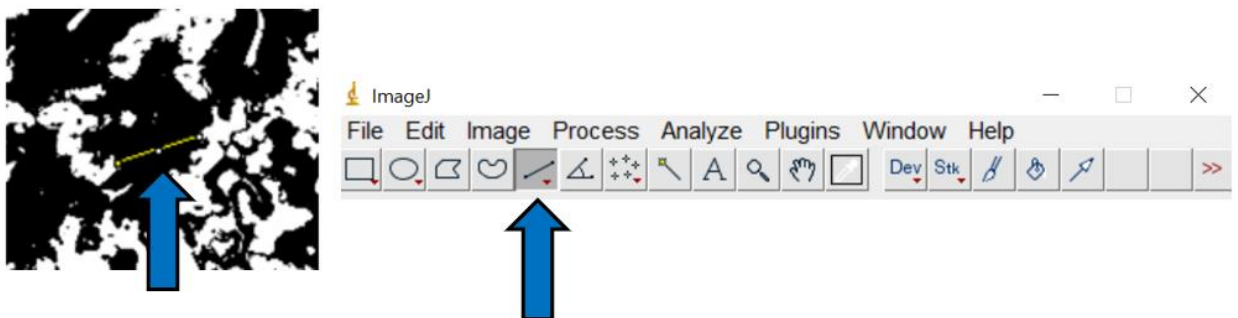 ImageJ
File Edit Image Process Analyze Plugins Window Help
A Dev Stk >>